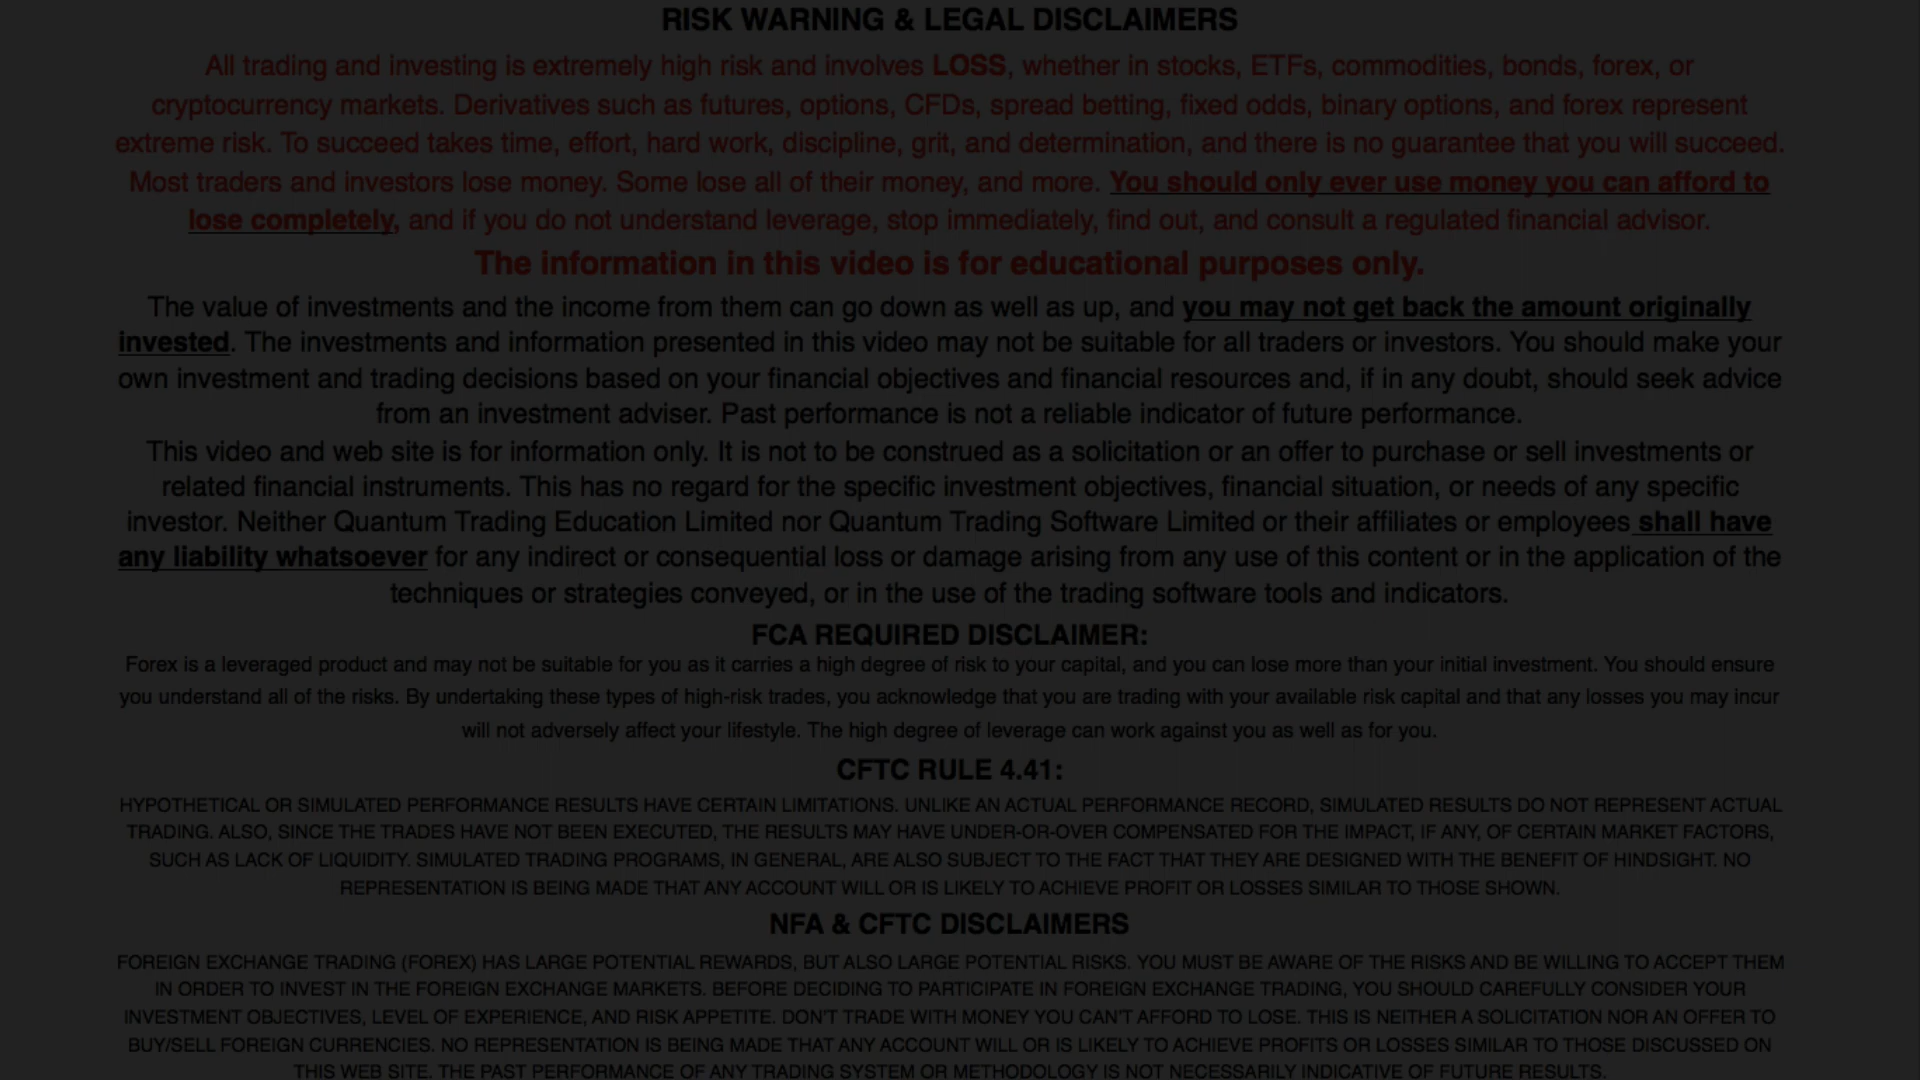 RISK WARNING & LEGAL DISCLAIMERS
All trading and investing is extremely high risk and involves LOSS, whether in stocks, ETFs, commodities, bonds, forex, or
cryptocurrency markets. Derivatives such as futures, options, CFDs, spread betting, fixed odds, binary options, and forex represent
extreme risk. To succeed takes time, effort, hard work, discipline, grit, and determination, and there is no guarantee that you will succeed.
Most traders and investors lose money. Some lose all of their money, and more. You should only ever use money you can afford to
lose completely, and if you do not understand leverage, stop immediately, find out, and consult a regulated financial advisor.
The information in this video is for educational purposes only.
The value of investments and the income from them can go down as well as up, and you may not get back the amount originally
invested. The investments and information presented in this video may not be suitable for all traders or investors. You should make your
own investment and trading decisions based on your financial objectives and financial resources and, if in any doubt, should seek advice
from an investment adviser. Past performance is not a reliable indicator of future performance.
This video and web site is for information only. It is not to be construed as a solicitation or an offer to purchase or sell investments or
related financial instruments. This has no regard for the specific investment objectives, financial situation, or needs of any specific
investor. Neither Quantum Trading Education Limited nor Quantum Trading Software Limited or their affiliates or employees shall have
any liability whatsoever for any indirect or consequential loss or damage arising from any use of this content or in the application of the
techniques or strategies conveyed, or in the use of the trading software tools and indicators.
FCA REQUIRED DISCLAIMER:
Forex is a leveraged product and may not be suitable for you as it carries a high degree of risk to your capital, and you can lose more than your initial investment. You should ensure
you understand all of the risks. By undertaking these types of high-risk trades, you acknowledge that you are trading with your available risk capital and that any losses you may incur
will not adversely affect your lifestyle. The high degree of leverage can work against you as well as for you.
CFTC RULE 4.41:
HYPOTHETICAL OR SIMULATED PERFORMANCE RESULTS HAVE CERTAIN LIMITATIONS. UNLIKE AN ACTUAL PERFORMANCE RECORD, SIMULATED RESULTS DO NOT REPRESENT ACTUAL
TRADING. ALSO, SINCE THE TRADES HAVE NOT BEEN EXECUTED, THE RESULTS MAY HAVE UNDER-OR-OVER COMPENSATED FOR THE IMPACT, IF ANY, OF CERTAIN MARKET FACTORS,
SUCH AS LACK OF LIQUIDITY. SIMULATED TRADING PROGRAMS, IN GENERAL, ARE ALSO SUBJECT TO THE FACT THAT THEY ARE DESIGNED WITH THE BENEFIT OF HINDSIGHT. NO
REPRESENTATION IS BEING MADE THAT ANY ACCOUNT WILL OR IS LIKELY TO ACHIEVE PROFIT OR LOSSES SIMILAR TO THOSE SHOWN.
NFA & CFTC DISCLAIMERS
FOREIGN EXCHANGE TRADING (FOREX) HAS LARGE POTENTIAL REWARDS, BUT ALSO LARGE POTENTIAL RISKS. YOU MUST BE AWARE OF THE RISKS AND BE WILLING TO ACCEPT THEM
IN ORDER TO INVEST IN THE FOREIGN EXCHANGE MARKETS. BEFORE DECIDING TO PARTICIPATE IN FOREIGN EXCHANGE TRADING, YOU SHOULD CAREFULLY CONSIDER YOUR
INVESTMENT OBJECTIVES, LEVEL OF EXPERIENCE, AND RISK APPETITE. DON'T TRADE WITH MONEY YOU CAN'T AFFORD TO LOSE. THIS IS NEITHER A SOLICITATION NOR AN OFFER TO
BUY/SELL FOREIGN CURRENCIES. NO REPRESENTATION IS BEING MADE THAT ANY ACCOUNT WILL OR IS LIKELY TO ACHIEVE PROFITS OR LOSSES SIMILAR TO THOSE DISCUSSED ON
THIS WEB SITE. THE PAST PERFORMANCE OF ANY TRADING SYSTEM OR METHODOLOGY IS NOT NECESSARILY INDICATIVE OF FUTURE RESULTS.